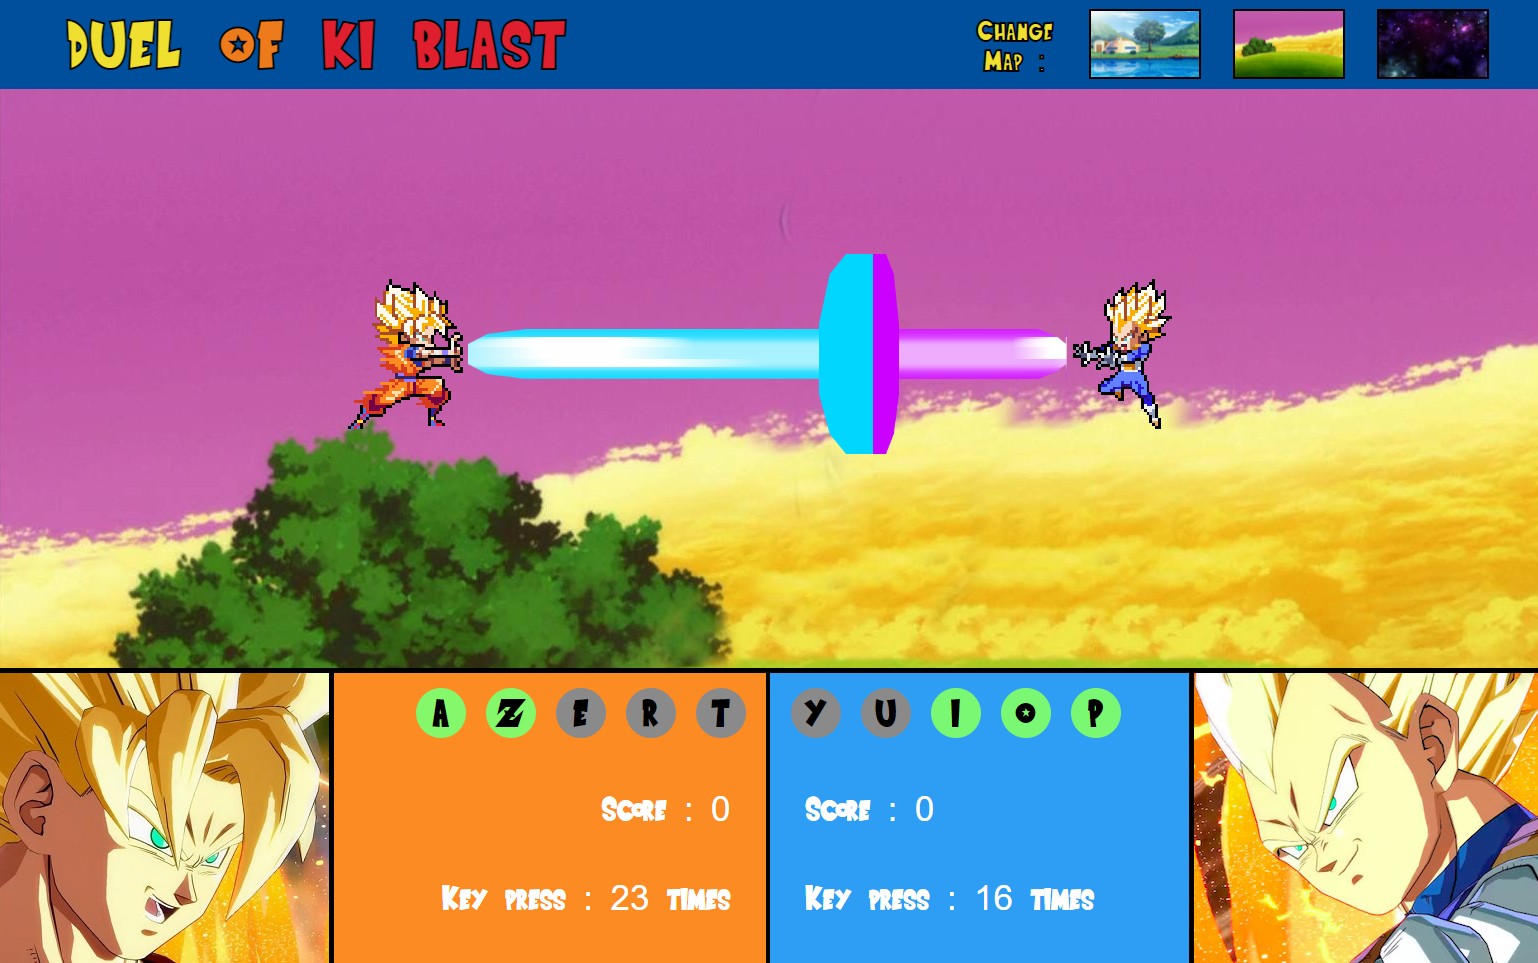 DUEL OF KI BLAST
CHANGE
MAP :
A Z E R T
Y U I O P
SCORE : 0
SCORE : 0
KEY PRESS : 23 TIMES
KEY PRESS : 16 TIMES